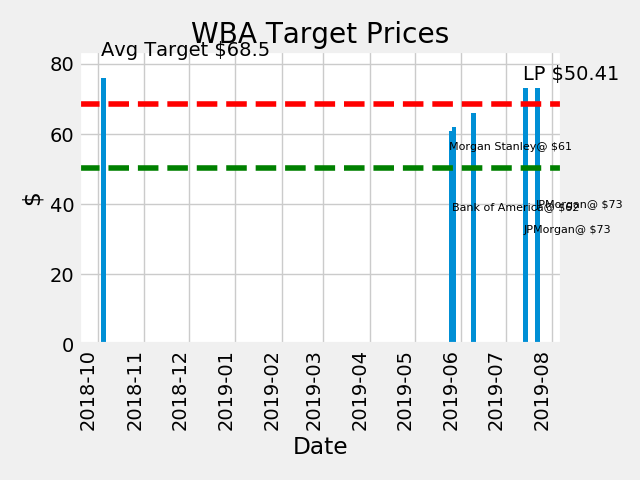 WBA Target Prices
Avg Target $68.5
LP $50.41
80
60
40
20
0
$
Morgan Stanley@ $61
Bank of America@ $62
JPMorgan@ $73
JPMorgan@ $73
2018-10
2018-11
2018-12
2019-01
2019-02
2019-03
2019-04
2019-05
2019-06
2019-07
2019-08
Date